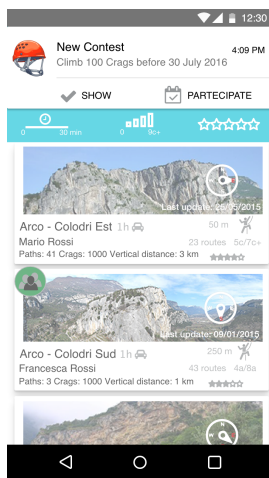 12:30
New Contest
4:09 PM
Climb 100 Crags before 30 July 2016
SHOW
PARTECIPATE
0 30 min
0 9c+
Last update: 25/05/2015
Arco - Colodri Est 1h
50 m
Mario Rossi
23 routes 5c/7c+
Paths: 41 Crags: 1000 Vertical distance: 3 km
Last update: 09/01/2015
Arco - Colodri Sud 1h
250 m
Francesca Rossi
43 routes 4a/8a
Paths: 3 Crags: 1000 Vertical distance: 1 km
N
W